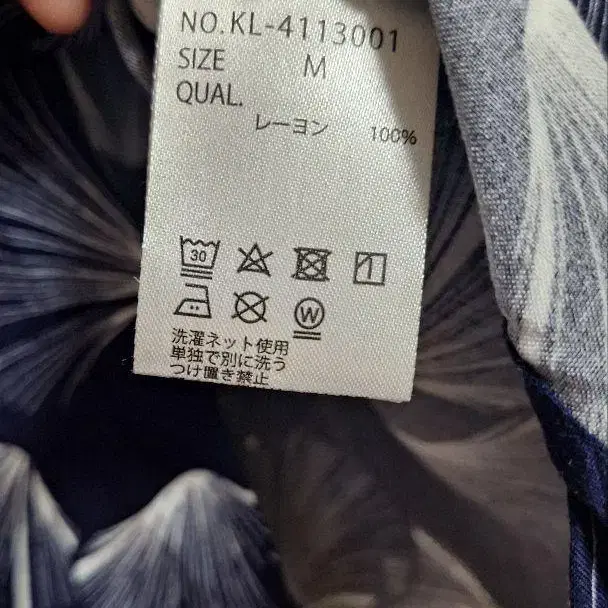 NO.KL-4113001
SIZE M
QUAL.
レーヨン 100%
30
W
洗濯ネット使用
単独で別に洗う
つけ置き禁止